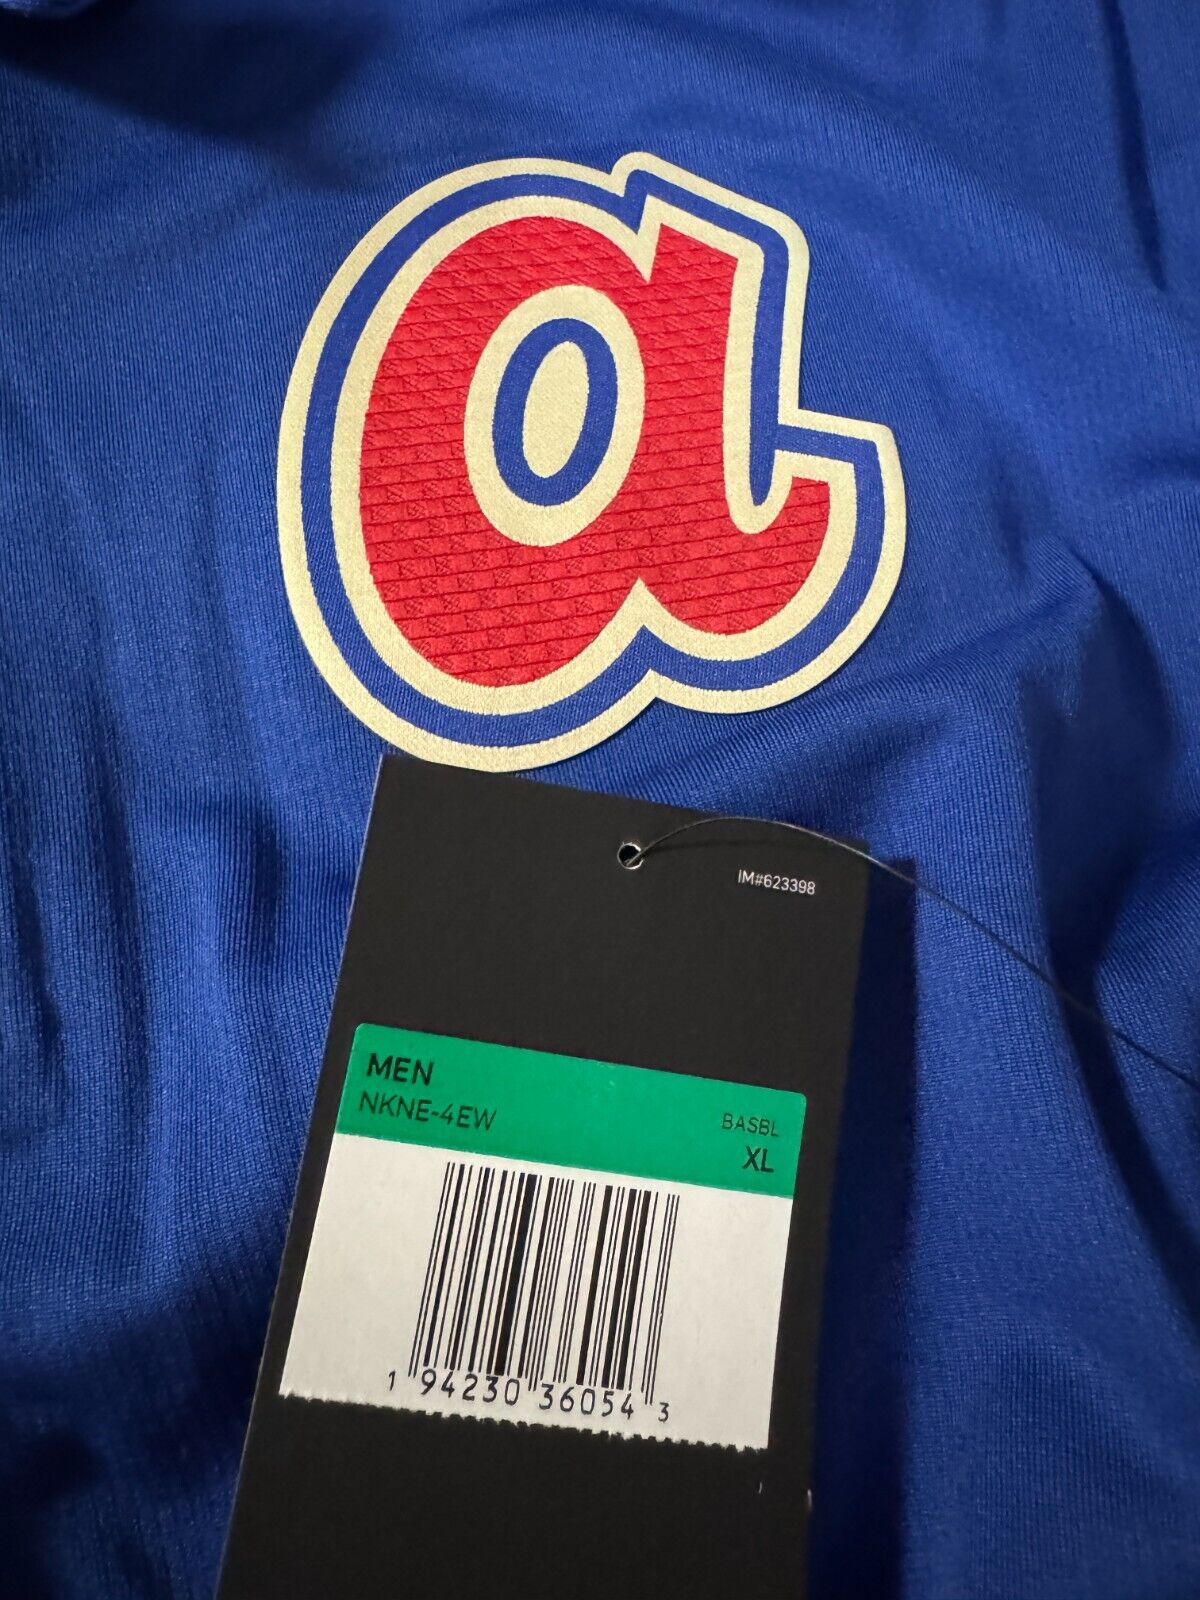 a
IM#623398
MEN
NKNE-4EW
BASBL
XL
1 94230 36054 3